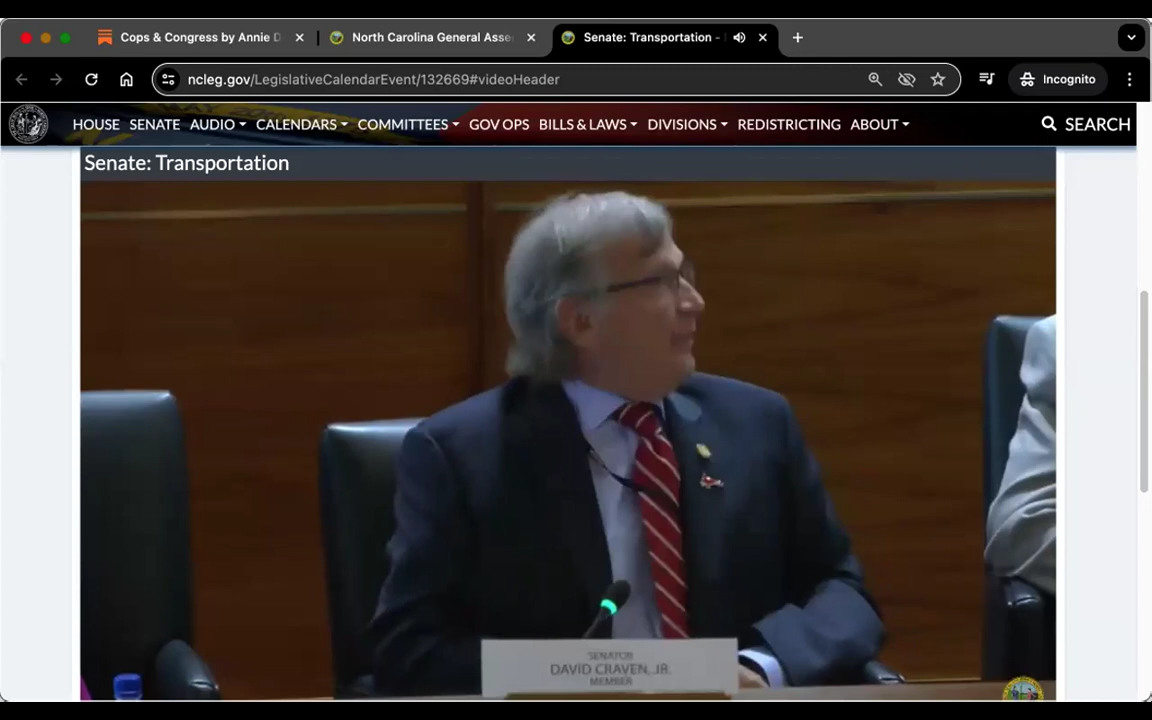 Cops & Congress by Annie D
North Carolina General Asse
Senate: Transportation -
ncleg.gov/LegislativeCalendarEvent/132669#videoHeader
Incognito
HOUSE SENATE AUDIO CALENDARS COMMITTEES GOV OPS BILLS & LAWS DIVISIONS REDISTRICTING ABOUT SEARCH
Senate: Transportation
SENATOR
DAVID CRAVEN, JR.
MEMBER